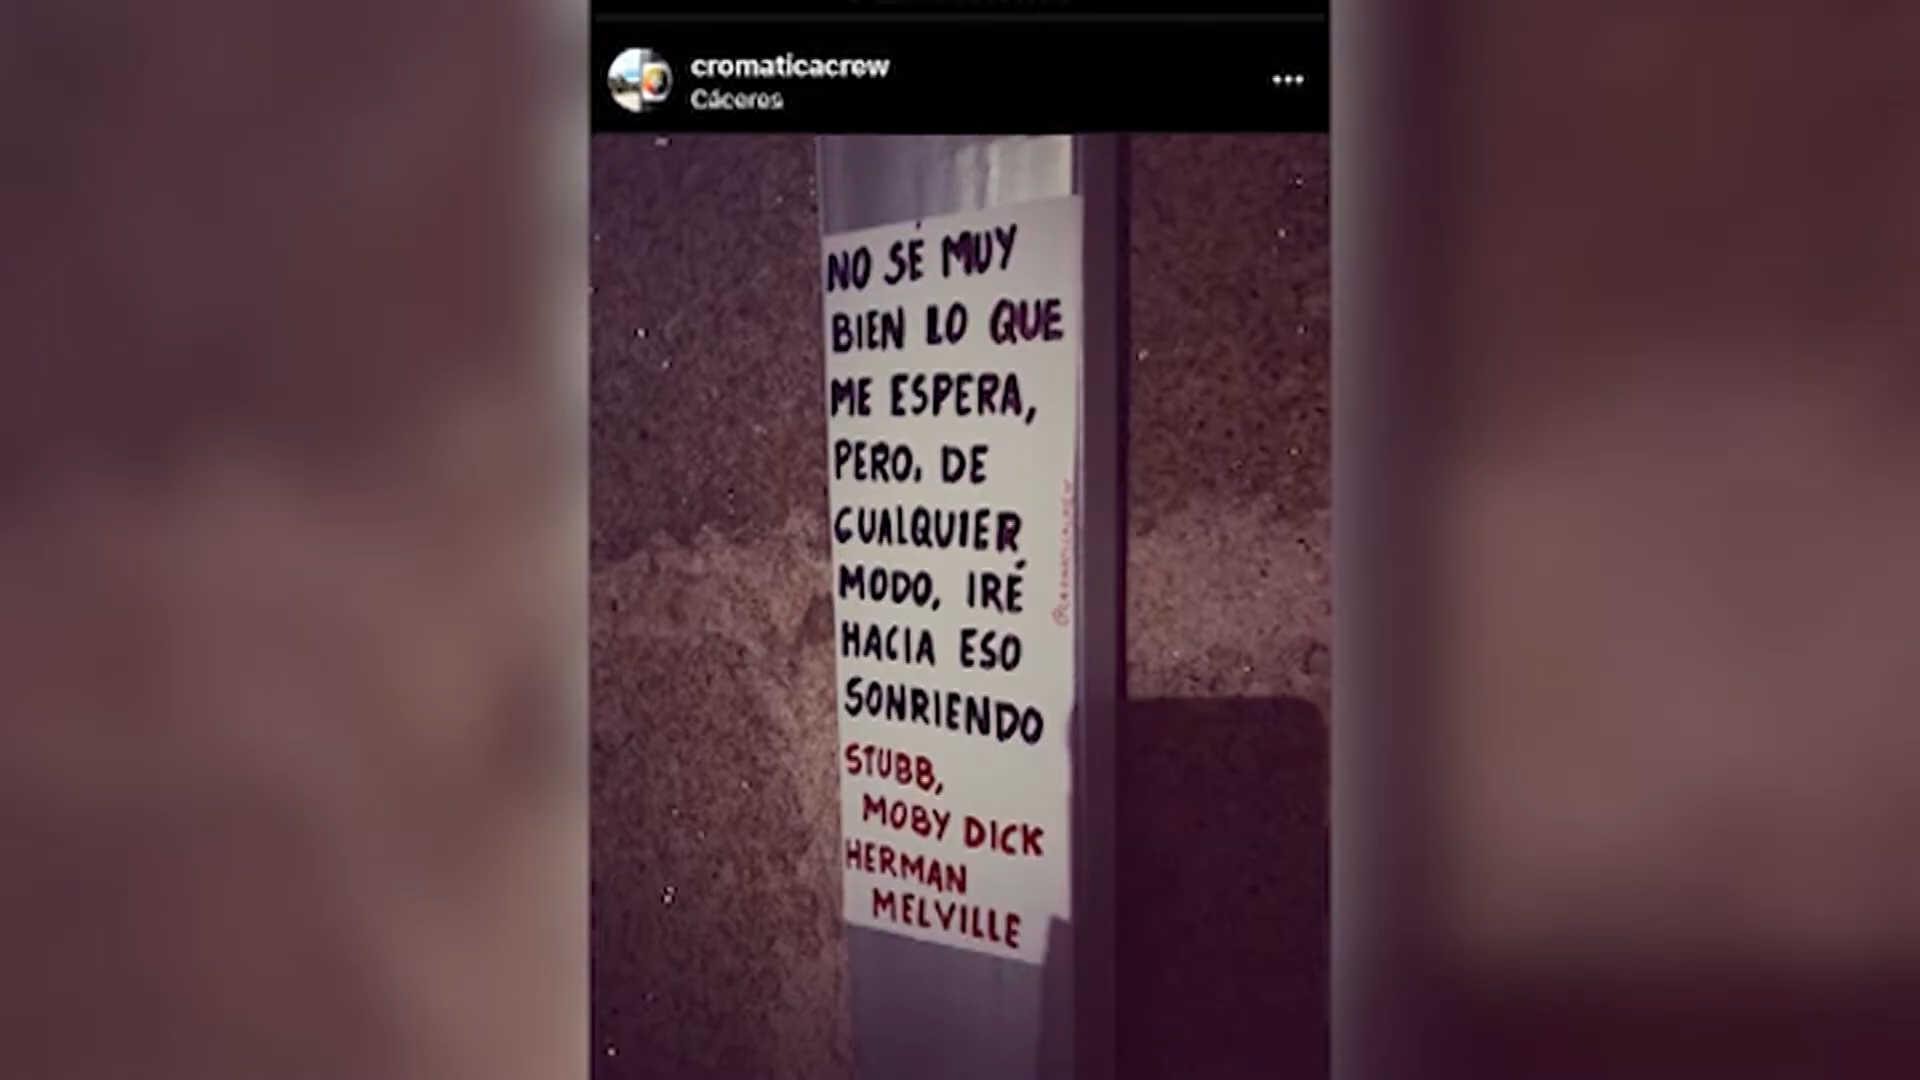 cromaticacrew
Cáceres
NO SÉ MUY
BIEN LO QUE
ME ESPERA,
PERO, DE
CUALQUIER
MODO, IRÉ
HACIA ESO
SONRIENDO
STUBB,
MOBY DICK
HERMAN
MELVILLE
@CROMATICACREW